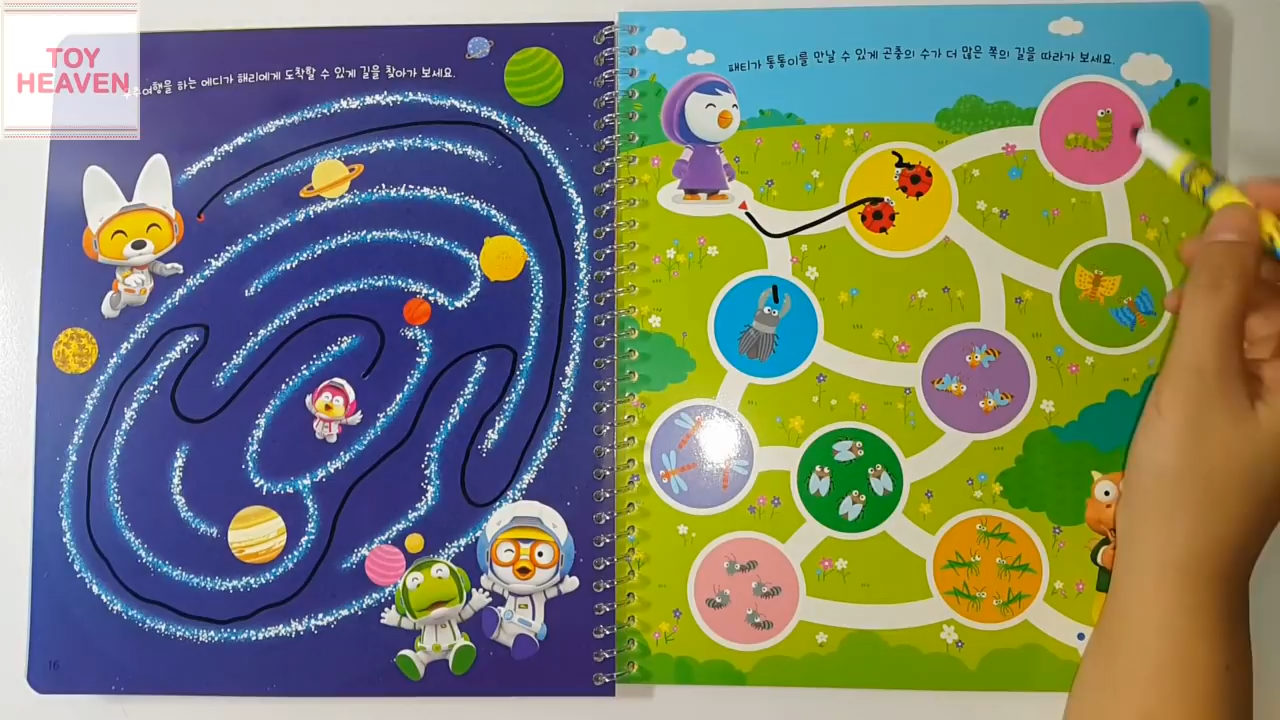 TOY
HEAVEN
여행을 하는 에디가 해리에게 도착할 수 있게 길을 찾아가 보세요.
패티가 통통이를 만날 수 있게 곤충의 수가 더 많은 쪽의 길을 따라가 보세요.
16